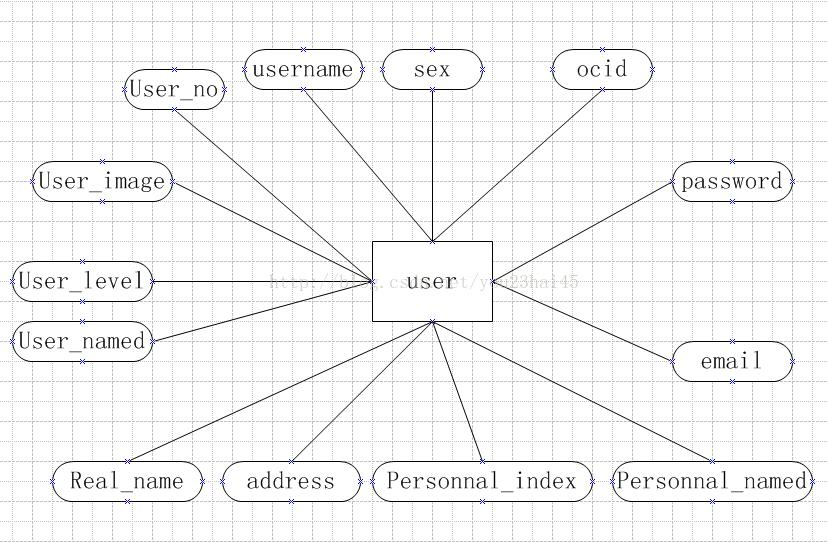 username
sex
ocid
User_no
User_image
password
User_level
user
User_named
email
Real_name
address
Personnal_index
Personnal_named